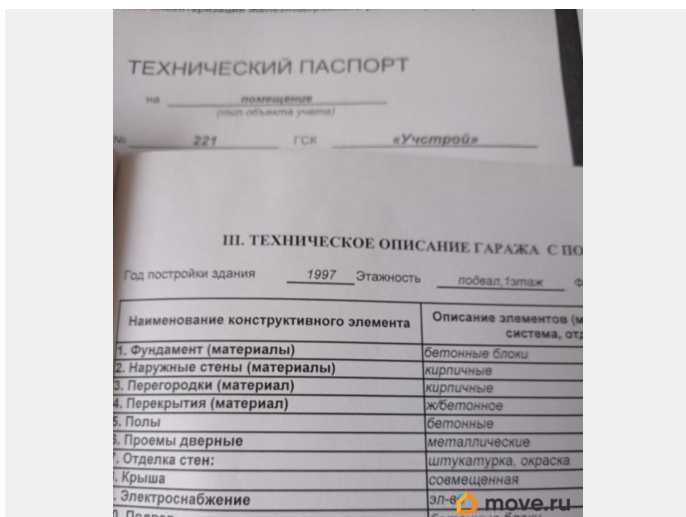 ТЕХНИЧЕСКИЙ ПАСПОРТ
на помещение
(тип объекта учета)
№ 221 ГСК «Учстрой»
III. ТЕХНИЧЕСКОЕ ОПИСАНИЕ ГАРАЖА С ПО
Год постройки здания 1997 Этажность подвал,1этаж Ф
Наименование конструктивного элемента Описание элементов (м
система, отд
1. Фундамент (материалы) бетонные блоки
2. Наружные стены (материалы) кирпичные
3. Перегородки (материал) кирпичные
4. Перекрытия (материал) ж/бетонное
5. Полы бетонные
6. Проемы дверные металлические
. Отделка стен: штукатурка, окраска
. Крыша совмещенная
. Электроснабжение эл-в
move.ru